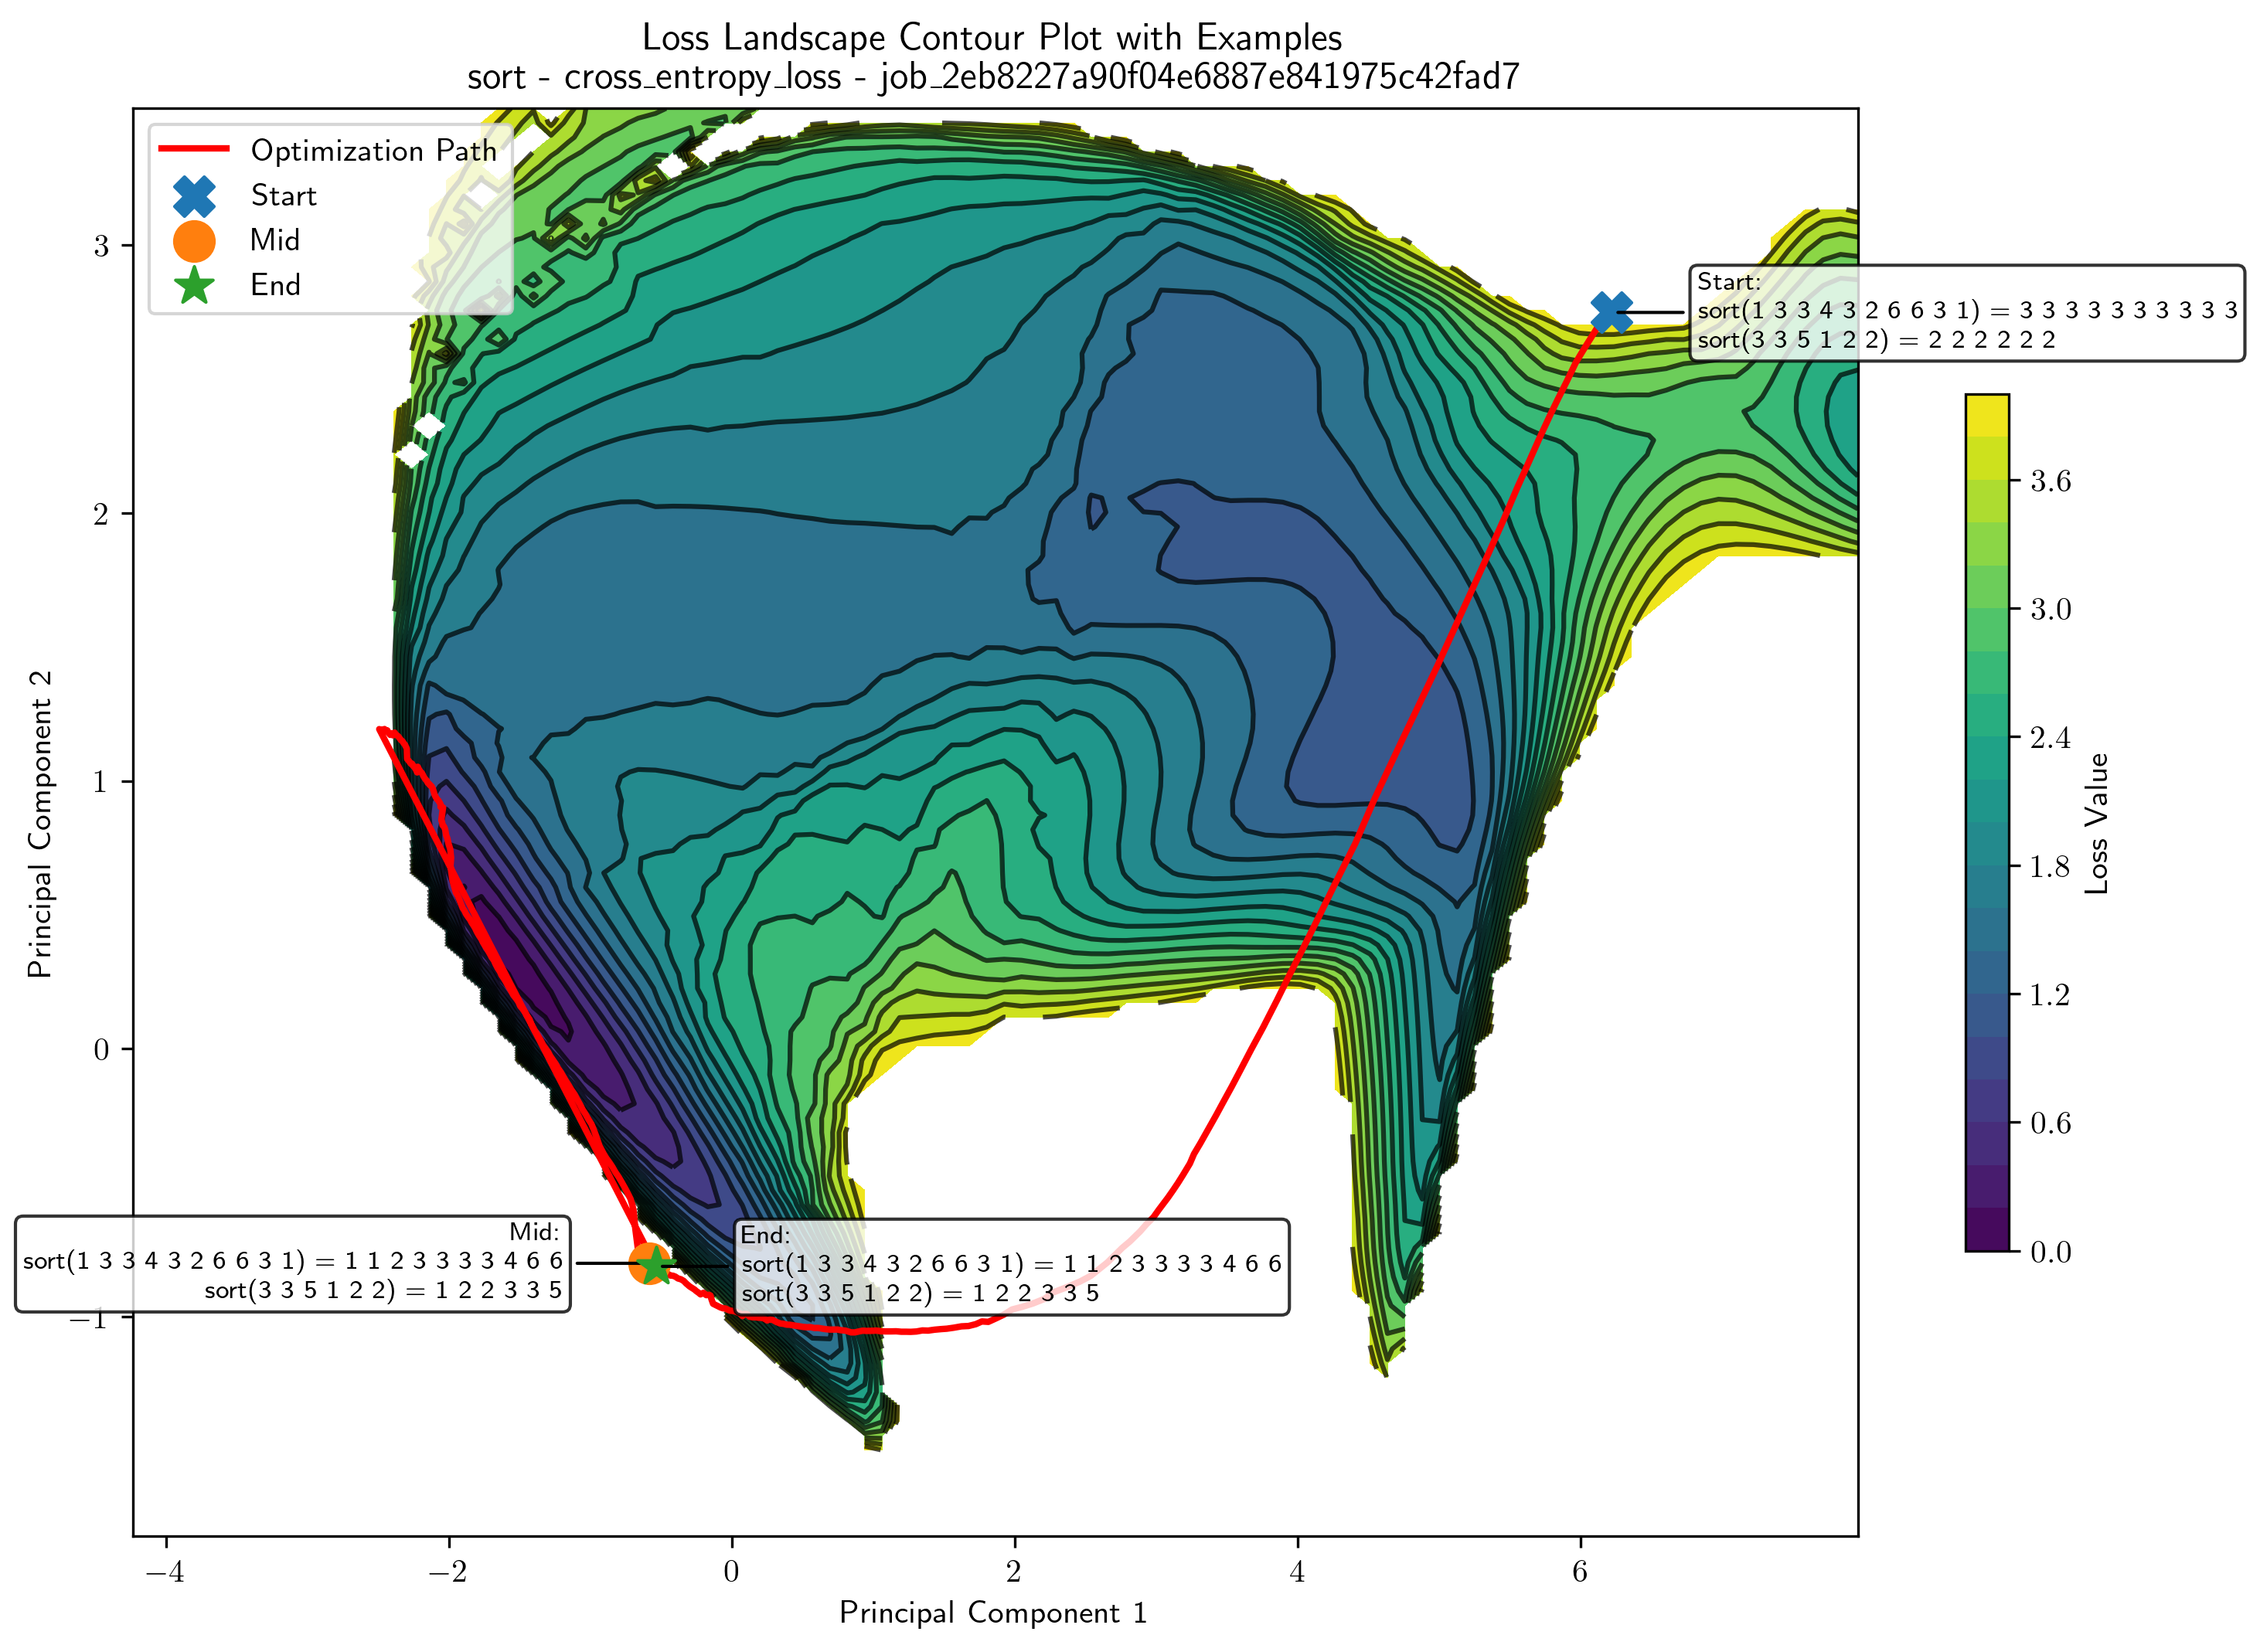 Loss Landscape Contour Plot with Examples
sort - cross_entropy_loss - job_2eb8227a90f04e6887e841975c42fad7
Optimization Path
Start
Mid
End
Start:
sort(1 3 3 4 3 2 6 6 3 1) = 3 3 3 3 3 3 3 3 3 3
sort(3 3 5 1 2 2) = 2 2 2 2 2 2
Mid:
sort(1 3 3 4 3 2 6 6 3 1) = 1 1 2 3 3 3 3 4 6 6
sort(3 3 5 1 2 2) = 1 2 2 3 3 5
End:
sort(1 3 3 4 3 2 6 6 3 1) = 1 1 2 3 3 3 3 4 6 6
sort(3 3 5 1 2 2) = 1 2 2 3 3 5
3
2
1
0
−1
Principal Component 2
−4
−2
0
2
4
6
Principal Component 1
3.6
3.0
2.4
1.8
1.2
0.6
0.0
Loss Value